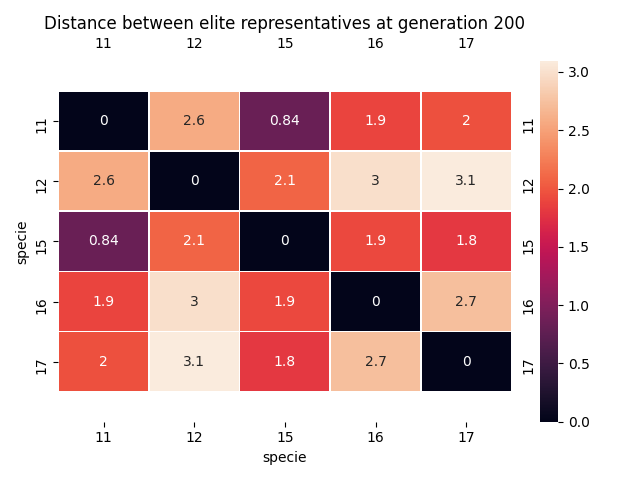 Distance between elite representatives at generation 200
11 12 15 16 17
11 0 2.6 0.84 1.9 2 11
12 2.6 0 2.1 3 3.1 12
15 0.84 2.1 0 1.9 1.8 15
16 1.9 3 1.9 0 2.7 16
17 2 3.1 1.8 2.7 0 17
11 12 15 16 17
specie
specie
3.0
2.5
2.0
1.5
1.0
0.5
0.0